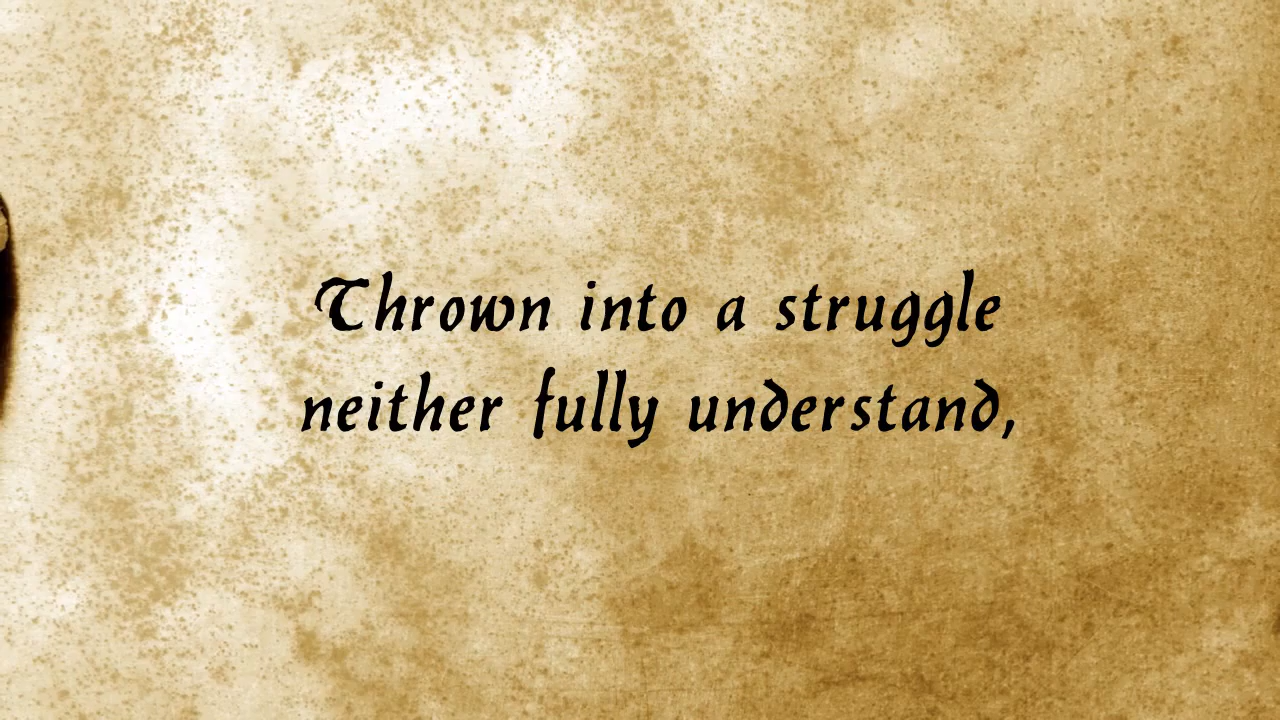 Thrown into a struggle
neither fully understand,